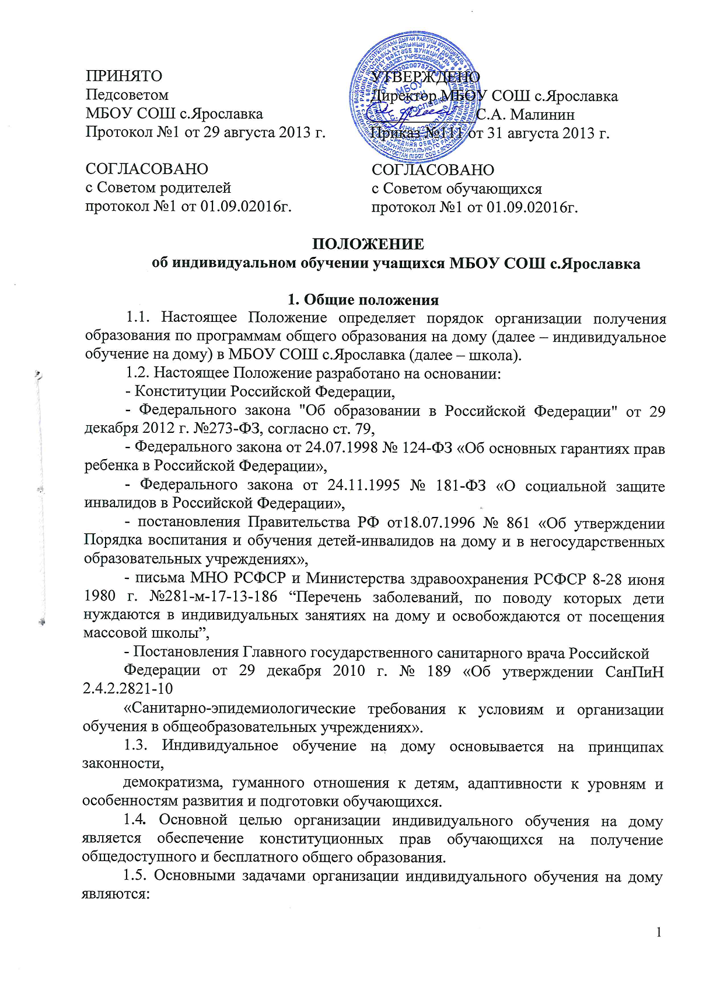 ПРИНЯТО
Педсоветом
МБОУ СОШ с.Ярославка
Протокол №1 от 29 августа 2013 г.
УТВЕРЖДЕНО
Директор МБОУ СОШ с.Ярославка
С.А. Малинин
Приказ №111 от 31 августа 2013 г.
МБОУ
СОШ
с. Ярославка
СОГЛАСОВАНО
с Советом родителей
протокол №1 от 01.09.02016г.
СОГЛАСОВАНО
с Советом обучающихся
протокол №1 от 01.09.02016г.
ПОЛОЖЕНИЕ
об индивидуальном обучении учащихся МБОУ СОШ с.Ярославка
1. Общие положения
1.1. Настоящее Положение определяет порядок организации получения
образования по программам общего образования на дому (далее – индивидуальное
обучение на дому) в МБОУ СОШ с.Ярославка (далее – школа).
1.2. Настоящее Положение разработано на основании:
- Конституции Российской Федерации,
- Федерального закона "Об образовании в Российской Федерации" от 29
декабря 2012 г. №273-ФЗ, согласно ст. 79,
- Федерального закона от 24.07.1998 № 124-ФЗ «Об основных гарантиях прав
ребенка в Российской Федерации»,
- Федерального закона от 24.11.1995 № 181-ФЗ «О социальной защите
инвалидов в Российской Федерации»,
- постановления Правительства РФ от18.07.1996 № 861 «Об утверждении
Порядка воспитания и обучения детей-инвалидов на дому и в негосударственных
образовательных учреждениях»,
- письма МНО РСФСР и Министерства здравоохранения РСФСР 8-28 июня
1980 г. №281-м-17-13-186 “Перечень заболеваний, по поводу которых дети
нуждаются в индивидуальных занятиях на дому и освобождаются от посещения
массовой школы”,
- Постановления Главного государственного санитарного врача Российской
Федерации от 29 декабря 2010 г. № 189 «Об утверждении СанПиН
2.4.2.2821-10
«Санитарно-эпидемиологические требования к условиям и организации
обучения в общеобразовательных учреждениях».
1.3. Индивидуальное обучение на дому основывается на принципах
законности,
демократизма, гуманного отношения к детям, адаптивности к уровням и
особенностям развития и подготовки обучающихся.
1.4. Основной целью организации индивидуального обучения на дому
является обеспечение конституционных прав обучающихся на получение
общедоступного и бесплатного общего образования.
1.5. Основными задачами организации индивидуального обучения на дому
являются:
1